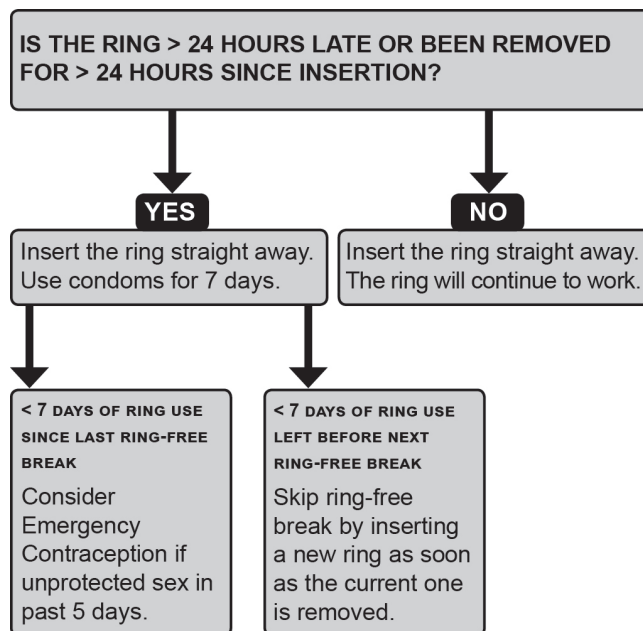 IS THE RING > 24 HOURS LATE OR BEEN REMOVED
FOR > 24 HOURS SINCE INSERTION?
YES
Insert the ring straight away.
Use condoms for 7 days.
NO
Insert the ring straight away.
The ring will continue to work.
< 7 DAYS OF RING USE
SINCE LAST RING-FREE
BREAK
Consider
Emergency
Contraception if
unprotected sex in
past 5 days.
< 7 DAYS OF RING USE
LEFT BEFORE NEXT
RING-FREE BREAK
Skip ring-free
break by inserting
a new ring as soon
as the current one
is removed.